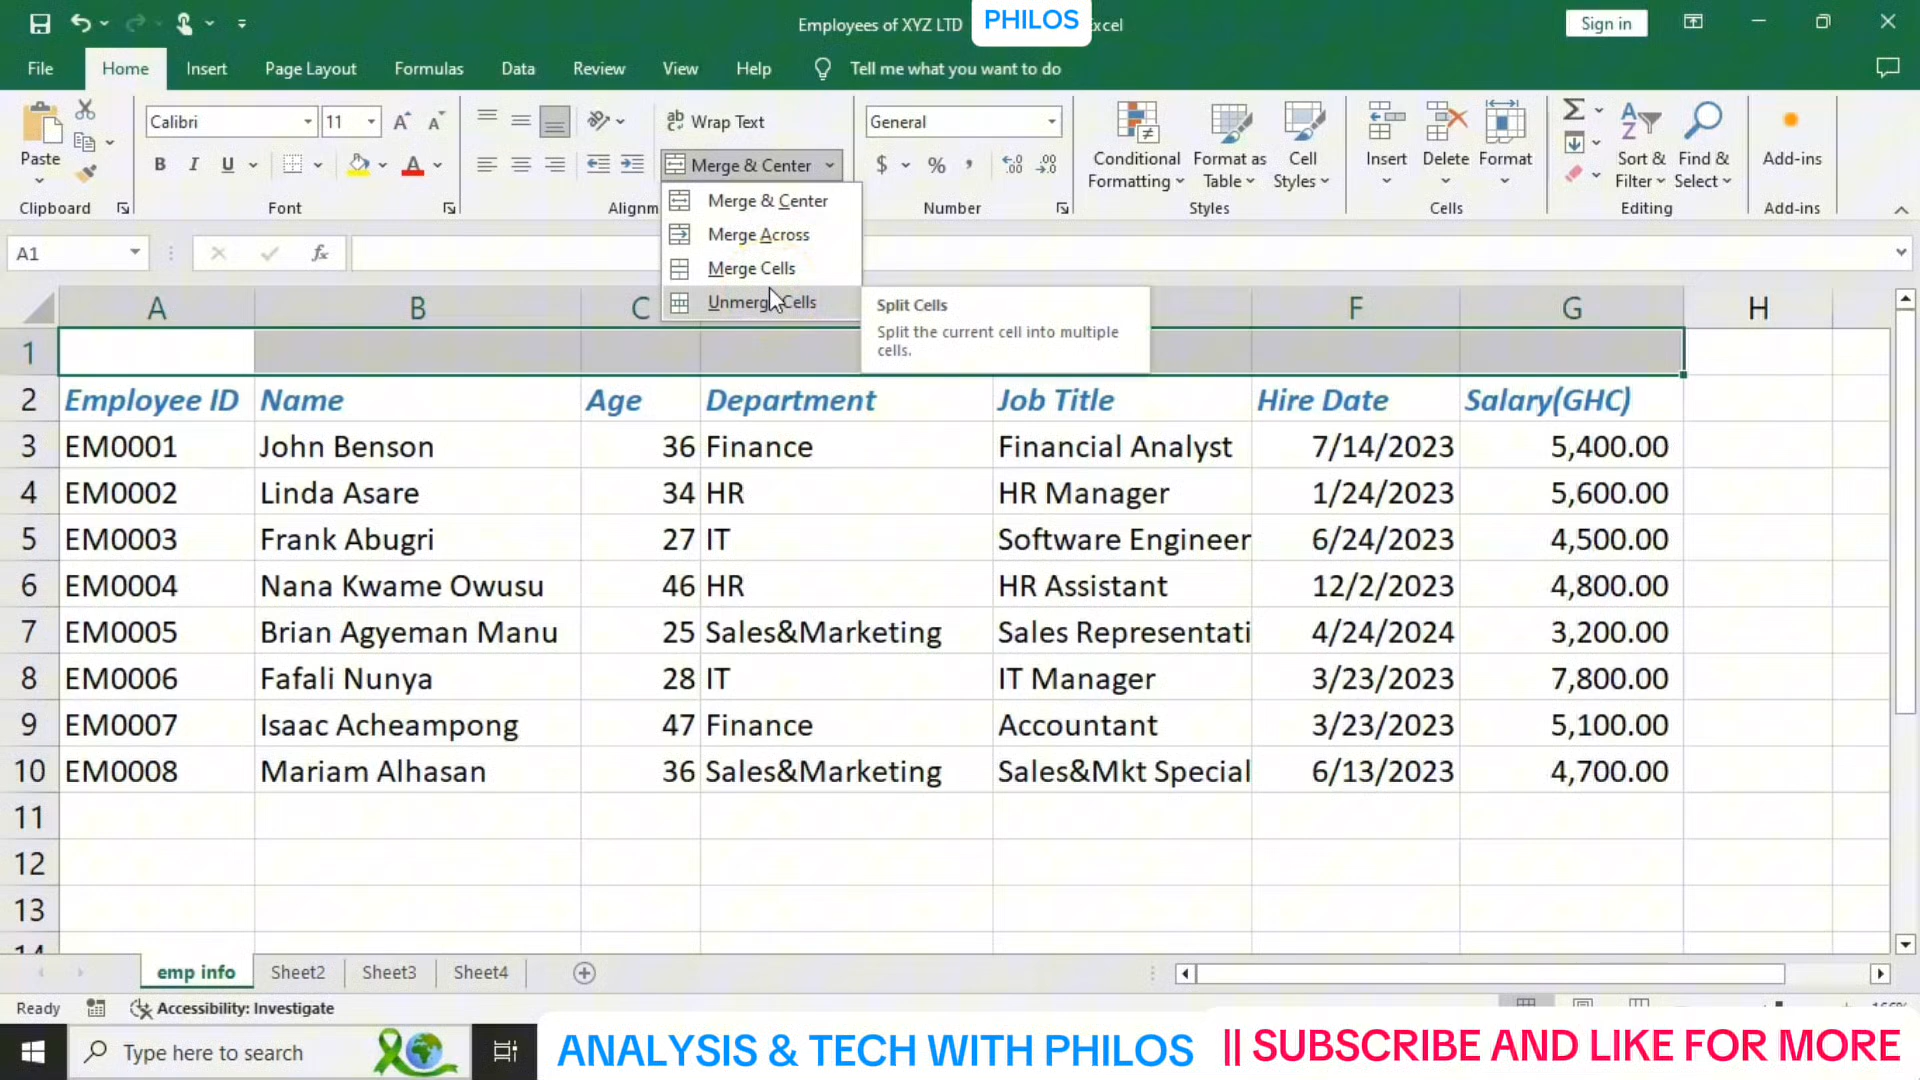 Employees of XYZ LTD
PHILOS
xcel
Sign in
File Home Insert Page Layout Formulas Data Review View Help Tell me what you want to do
Calibri 11 Wrap Text General
Paste Merge & Center Conditional Formatting Format as Table Cell Styles Insert Delete Format Sort & Filter Find & Select Add-ins
B I U $ %
Clipboard Font Alignm Number Styles Cells Editing Add-ins
Merge & Center
Merge Across
Merge Cells
Unmerge Cells
Split Cells
Split the current cell into multiple
cells.
A1 fx
A B C F G H
1
2 Employee ID Name Age Department Job Title Hire Date Salary(GHC)
3 EM0001 John Benson 36 Finance Financial Analyst 7/14/2023 5,400.00
4 EM0002 Linda Asare 34 HR HR Manager 1/24/2023 5,600.00
5 EM0003 Frank Abugri 27 IT Software Engineer 6/24/2023 4,500.00
6 EM0004 Nana Kwame Owusu 46 HR HR Assistant 12/2/2023 4,800.00
7 EM0005 Brian Agyeman Manu 25 Sales&Marketing Sales Representati 4/24/2024 3,200.00
8 EM0006 Fafali Nunya 28 IT IT Manager 3/23/2023 7,800.00
9 EM0007 Isaac Acheampong 47 Finance Accountant 3/23/2023 5,100.00
10 EM0008 Mariam Alhasan 36 Sales&Marketing Sales&Mkt Special 6/13/2023 4,700.00
11
12
13
emp info Sheet2 Sheet3 Sheet4
Ready Accessibility: Investigate
Type here to search
ANALYSIS & TECH WITH PHILOS || SUBSCRIBE AND LIKE FOR MORE